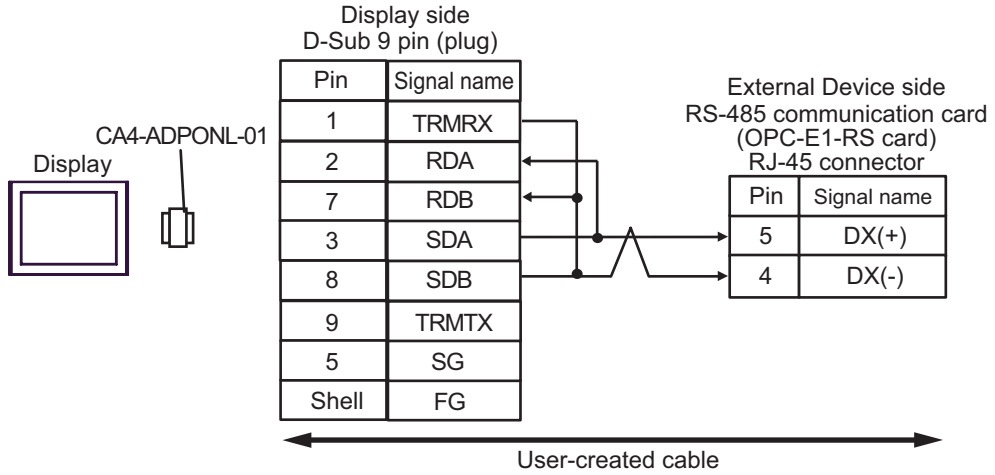 Display side
D-Sub 9 pin (plug)
Pin Signal name
1 TRMRX
2 RDA
7 RDB
3 SDA
8 SDB
9 TRMTX
5 SG
Shell FG
CA4-ADPONL-01
Display
External Device side
RS-485 communication card
(OPC-E1-RS card)
RJ-45 connector
Pin Signal name
5 DX(+)
4 DX(-)
User-created cable